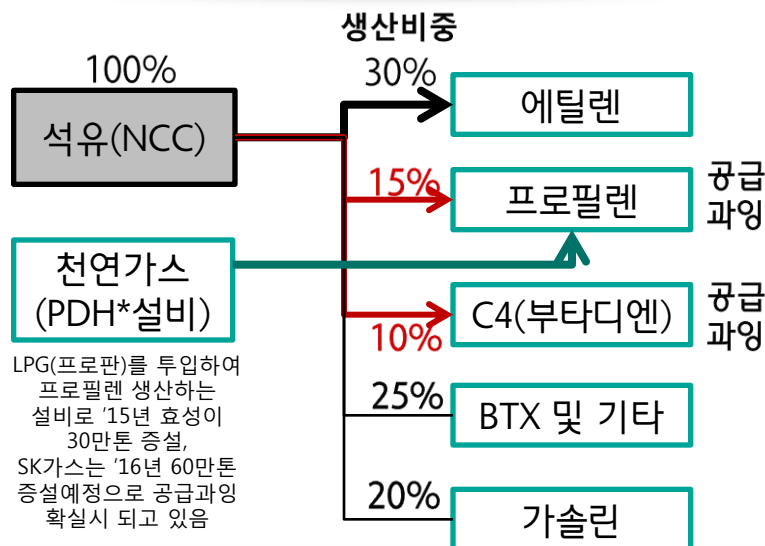 생산비중
100%
30%
석유(NCC)
에틸렌
15%
프로필렌
공급
과잉
천연가스
(PDH*설비)
C4(부타디엔)
공급
과잉
10%
LPG(프로판)를 투입하여
프로필렌 생산하는
설비로 '15년 효성이
30만톤 증설,
SK가스는 '16년 60만톤
증설예정으로 공급과잉
확실시 되고 있음
25%
BTX 및 기타
20%
가솔린